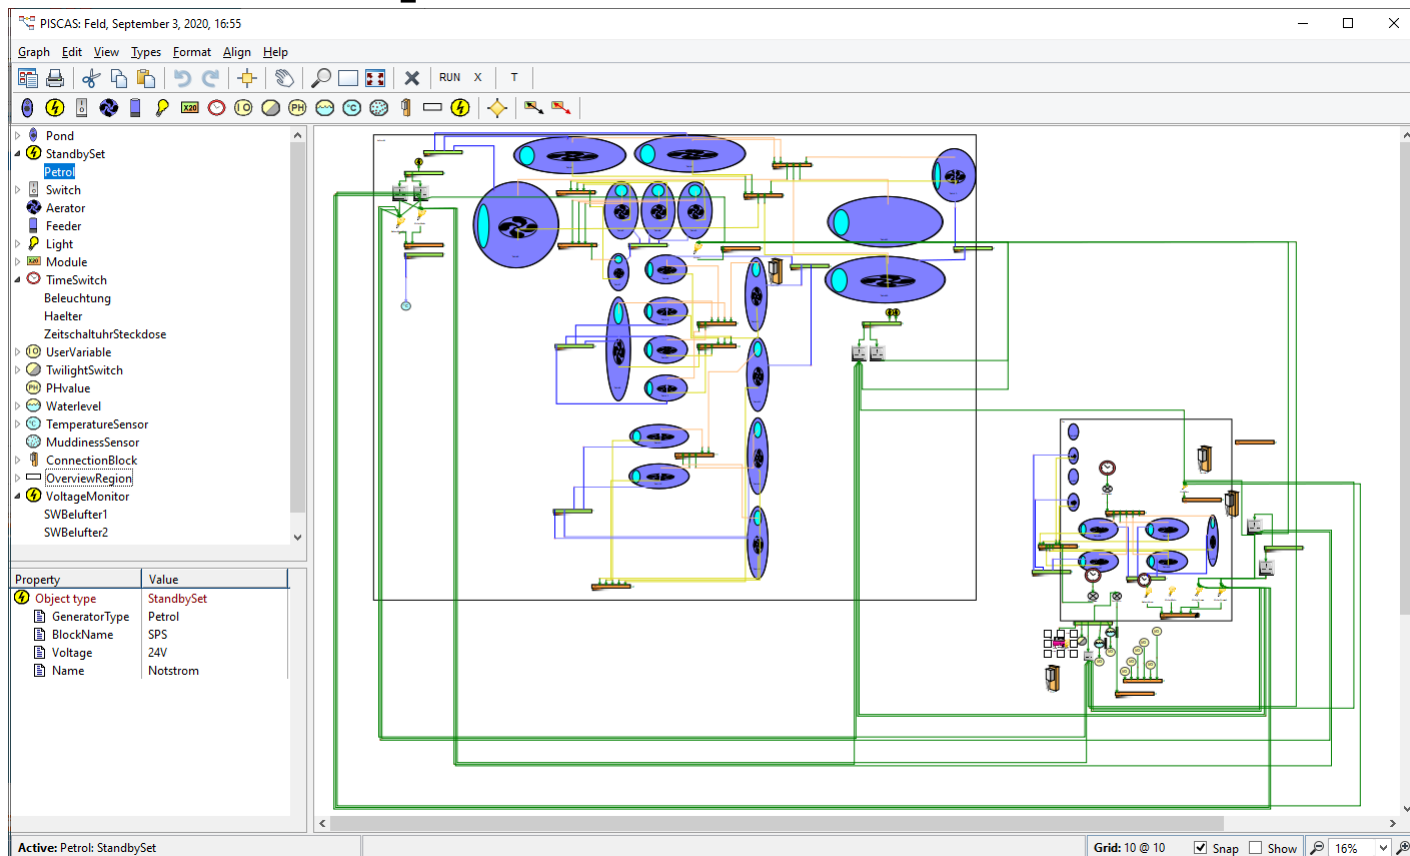 PISCAS: Feld, September 3, 2020, 16:55
Graph Edit View Types Format Align Help
RUN X T
I O PH °C
X20
Pond
StandbySet
Petrol
Switch
Aerator
Feeder
Light
Module
TimeSwitch
Beleuchtung
Haelter
ZeitschaltuhrSteckdose
UserVariable
TwilightSwitch
PHvalue
Waterlevel
TemperatureSensor
MuddinessSensor
ConnectionBlock
OverviewRegion
VoltageMonitor
SWBelufter1
SWBelufter2
Property Value
Object type StandbySet
GeneratorType Petrol
BlockName SPS
Voltage 24V
Name Notstrom
Active: Petrol: StandbySet
Grid: 10 @ 10 Snap Show 16%